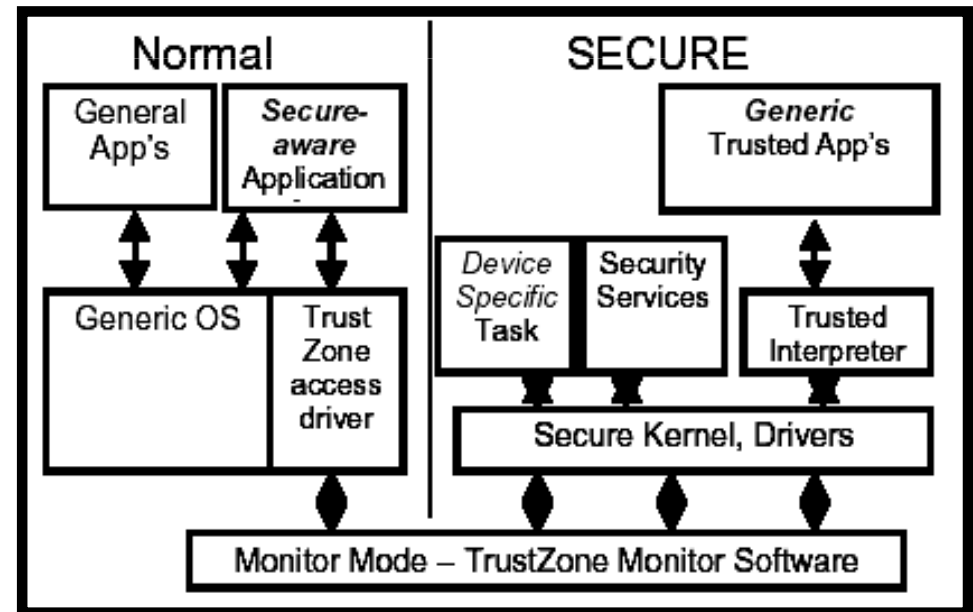 Normal
SECURE
General
App's
Secure-
aware
Application
Generic
Trusted App's
Device
Specific
Task
Security
Services
Generic OS
Trust
Zone
access
driver
Trusted
Interpreter
Secure Kernel, Drivers
Monitor Mode – TrustZone Monitor Software